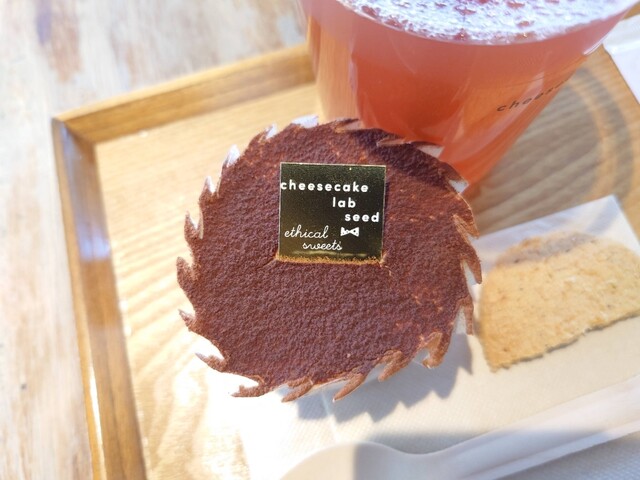 cheesecake
lab
seed
ethical
sweets